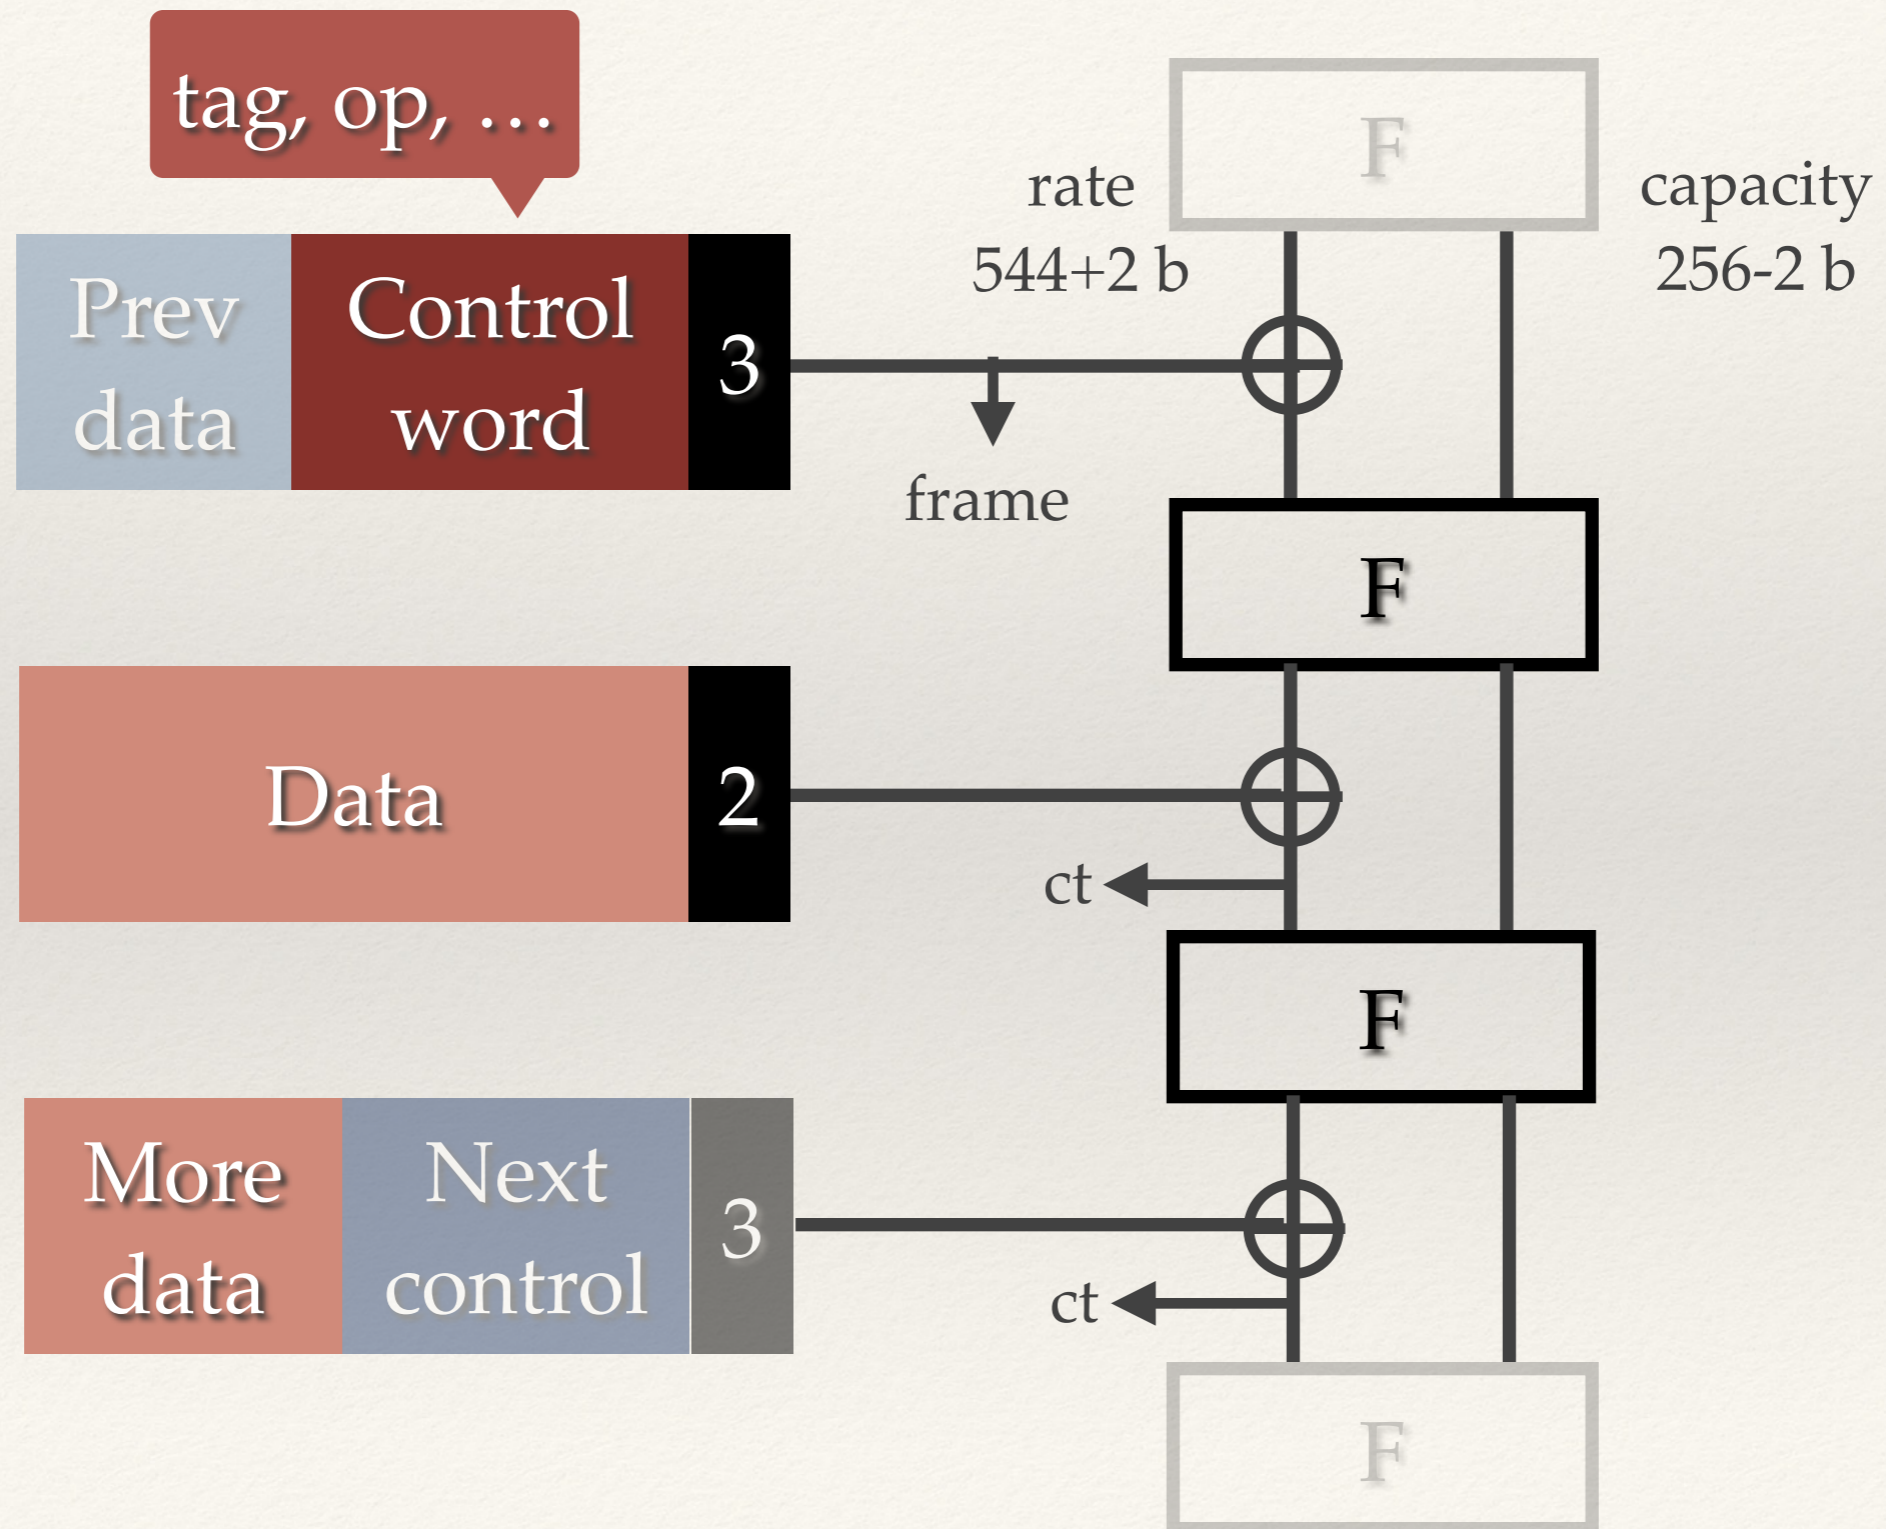 tag, op, …
F
rate
544+2 b
capacity
256-2 b
Prev
data
Control
word
3
frame
F
Data
2
ct
F
More
data
Next
control
3
ct
F